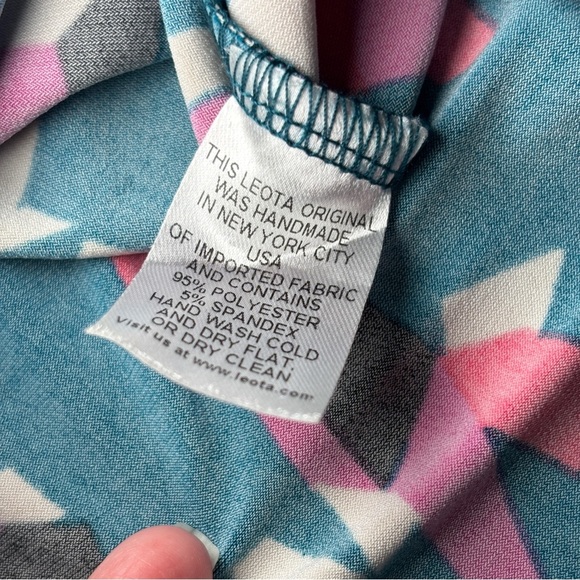 THIS LEOTA ORIGINAL
WAS HANDMADE
IN NEW YORK CITY
USA
OF IMPORTED FABRIC
AND CONTAINS
95% POLYESTER
5% SPANDEX
HAND WASH COLD
AND DRY FLAT,
OR DRY CLEAN
visit us at www.leota.com